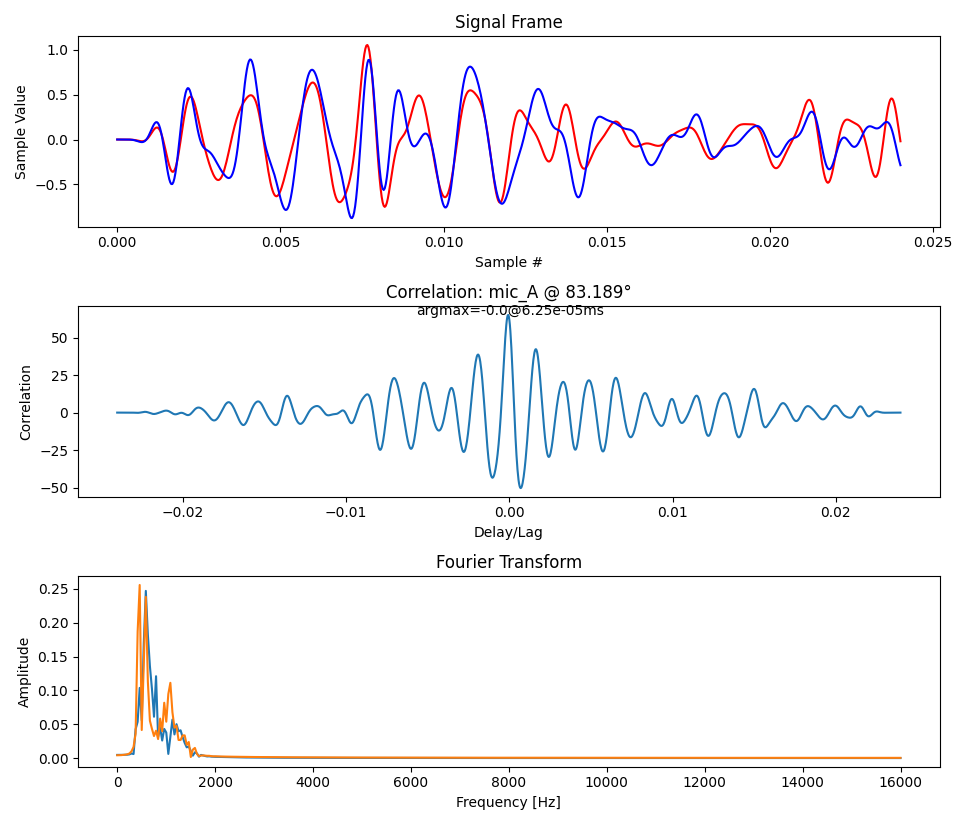 Signal Frame
Sample Value
1.0
0.5
0.0
−0.5
0.000 0.005 0.010 0.015 0.020 0.025
Sample #
Correlation: mic_A @ 83.189°
argmax=-0.0@6.25e-05ms
Correlation
50
25
0
−25
−50
−0.02 −0.01 0.00 0.01 0.02
Delay/Lag
Fourier Transform
Amplitude
0.25
0.20
0.15
0.10
0.05
0.00
0 2000 4000 6000 8000 10000 12000 14000 16000
Frequency [Hz]